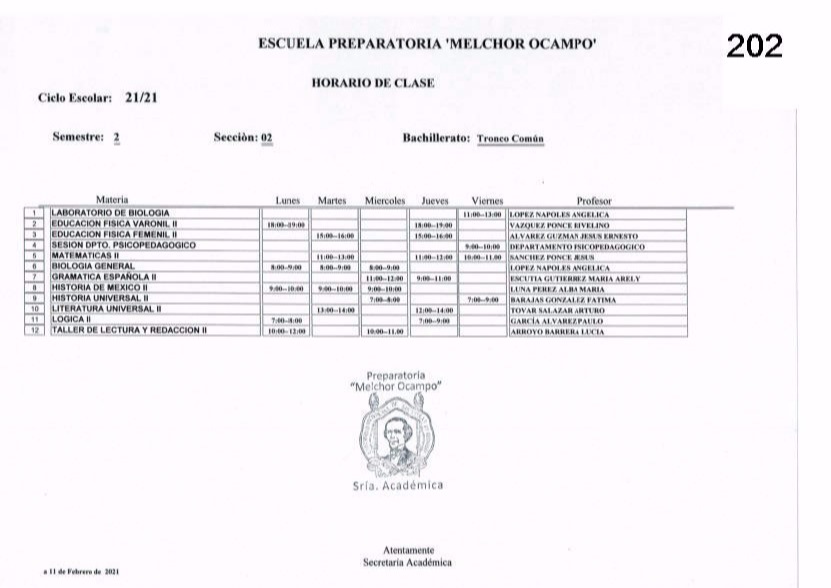 202
ESCUELA PREPARATORIA 'MELCHOR OCAMPO'
HORARIO DE CLASE
Ciclo Escolar: 21/21
Semestre: 2 Secciòn: 02 Bachillerato: Tronco Común
Materia Lunes Martes Miercoles Jueves Viernes Profesor
1 LABORATORIO DE BIOLOGIA 11:00--13:00 LOPEZ NAPOLES ANGELICA
2 EDUCACION FISICA VARONIL II 18:00--19:00 18:00--19:00 VAZQUEZ PONCE EIVELINO
3 EDUCACION FISICA FEMENIL II 15:00--16:00 15:00--16:00 ALVAREZ GUZMAN JESUS ERNESTO
4 SESION DPTO. PSICOPEDAGOGICO 9:00--10:00 DEPARTAMENTO PSICOPEDAGOGICO
5 MATEMATICAS II 11:00--13:00 11:00--13:00 10:00--11.00 SANCHEZ PONCE JESUS
6 BIOLOGIA GENERAL 8:00--9:00 8:00--9:00 8:00--9:00 LOPEZ NAPOLES ANGELICA
7 GRAMATICA ESPAÑOLA II 11:00--13:00 9:00--11:00 ESCUTIA GUTIERREZ MARIA ARELY
8 HISTORIA DE MEXICO II 9:00--10:00 9:00--10:00 9:00--10:00 LUNA PEREZ ALBA MARIA
9 HISTORIA UNIVERSAL II 7:00--8:00 7:00--9:00 BARAJAS GONZALEZ FATIMA
10 LITERATURA UNIVERSAL II 13:00--14:00 12:00--14:00 TOVAR SALAZAR ARTURO
11 LOGICA II 7:00--8:00 7:00--9:00 GARCÍA ALVAREZ PAULO
12 TALLER DE LECTURA Y REDACCION II 10:00--12:00 10:00--11.00 ARROYO BARRERA LUCIA
Preparatoria
"Melchor Ocampo"
Sría. Académica
Atentamente
Secretaria Académica
a 11 de Febrero de 2021